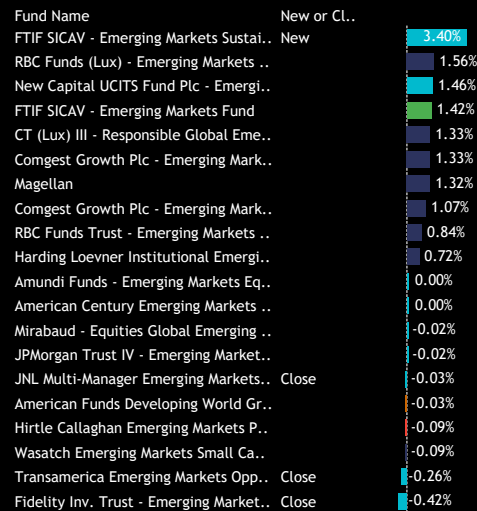 Fund Name New or Cl..
FTIF SICAV - Emerging Markets Sustai.. New 3.40%
RBC Funds (Lux) - Emerging Markets .. 1.56%
New Capital UCITS Fund Plc - Emergi.. 1.46%
FTIF SICAV - Emerging Markets Fund 1.42%
CT (Lux) III - Responsible Global Eme.. 1.33%
Comgest Growth Plc - Emerging Mark.. 1.33%
Magellan 1.32%
Comgest Growth Plc - Emerging Mark.. 1.07%
RBC Funds Trust - Emerging Markets .. 0.84%
Harding Loevner Institutional Emergi.. 0.72%
Amundi Funds - Emerging Markets Eq.. 0.00%
American Century Emerging Markets .. 0.00%
Mirabaud - Equities Global Emerging .. -0.02%
JPMorgan Trust IV - Emerging Market.. -0.02%
JNL Multi-Manager Emerging Markets.. Close -0.03%
American Funds Developing World Gr.. -0.03%
Hirtle Callaghan Emerging Markets P.. -0.09%
Wasatch Emerging Markets Small Ca.. -0.09%
Transamerica Emerging Markets Opp.. Close -0.26%
Fidelity Inv. Trust - Emerging Market.. Close -0.42%